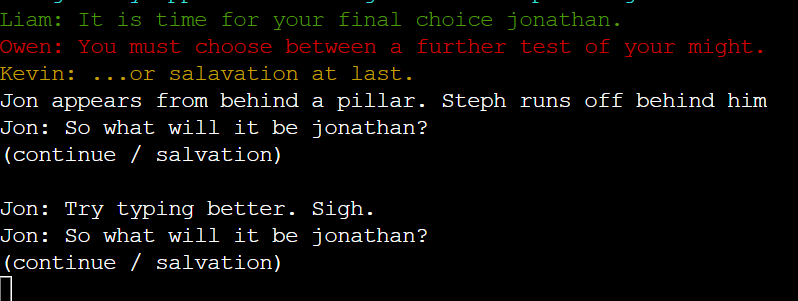 Liam: It is time for your final choice jonathan.
Owen: You must choose between a further test of your might.
Kevin: ...or salavation at last.
Jon appears from behind a pillar. Steph runs off behind him
Jon: So what will it be jonathan?
(continue / salvation)
Jon: Try typing better. Sigh.
Jon: So what will it be jonathan?
(continue / salvation)